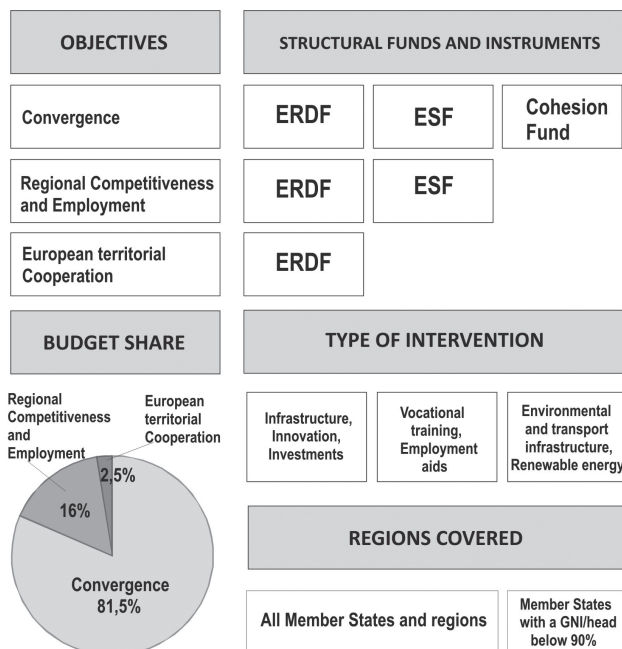 OBJECTIVES
STRUCTURAL FUNDS AND INSTRUMENTS
Convergence
ERDF
ESF
Cohesion
Fund
Regional Competitiveness
and Employment
ERDF
ESF
European territorial
Cooperation
ERDF
BUDGET SHARE
TYPE OF INTERVENTION
Regional
Competitiveness
and
Employment
European
territorial
Cooperation
2,5%
16%
Convergence
81,5%
Infrastructure,
Innovation,
Investments
Vocational
training,
Employment
aids
Environmental
and transport
infrastructure,
Renewable energy
REGIONS COVERED
All Member States and regions
Member States
with a GNI/head
below 90%